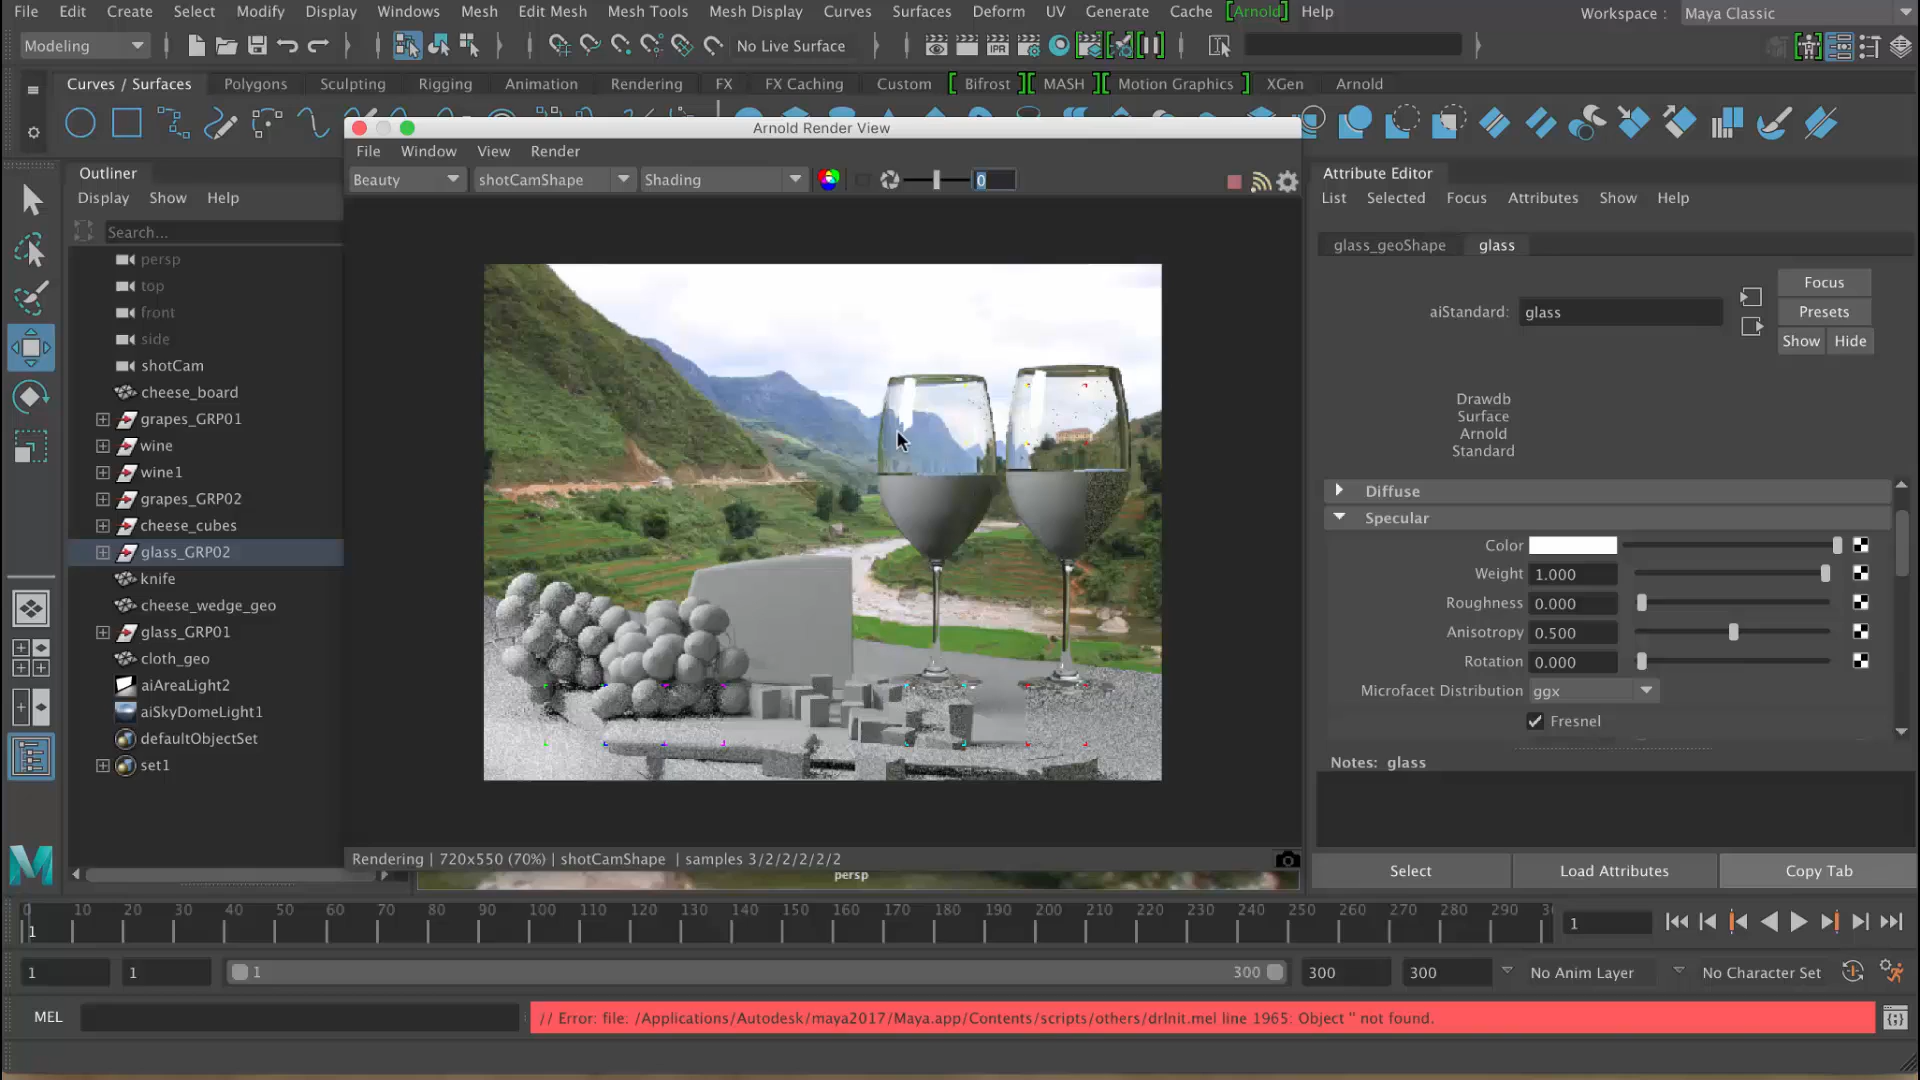 File Edit Create Select Modify Display Windows Mesh Edit Mesh Mesh Tools Mesh Display Curves Surfaces Deform UV Generate Cache [Arnold] Help Workspace : Maya Classic
Modeling No Live Surface IPR
Curves / Surfaces Polygons Sculpting Rigging Animation Rendering FX FX Caching Custom Bifrost MASH Motion Graphics XGen Arnold
Arnold Render View
File Window View Render
Beauty shotCamShape Shading 0
Outliner
Display Show Help
Search...
persp
top
front
side
shotCam
cheese_board
grapes_GRP01
wine
wine1
grapes_GRP02
cheese_cubes
glass_GRP02
knife
cheese_wedge_geo
glass_GRP01
cloth_geo
aiAreaLight2
aiSkyDomeLight1
defaultObjectSet
set1
Rendering | 720x550 (70%) | shotCamShape | samples 3/2/2/2/2/2
persp
Attribute Editor
List Selected Focus Attributes Show Help
glass_geoShape glass
aiStandard: glass
Focus
Presets
Show Hide
Drawdb
Surface
Arnold
Standard
Diffuse
Specular
Color
Weight 1.000
Roughness 0.000
Anisotropy 0.500
Rotation 0.000
Microfacet Distribution ggx
Fresnel
Notes: glass
Select Load Attributes Copy Tab
0 10 20 30 40 50 60 70 80 90 100 110 120 130 140 150 160 170 180 190 200 210 220 230 240 250 260 270 280 290 1
1
1 1 1 300 300 300 No Anim Layer No Character Set
MEL // Error: file: /Applications/Autodesk/maya2017/Maya.app/Contents/scripts/others/drInit.mel line 1965: Object '' not found.